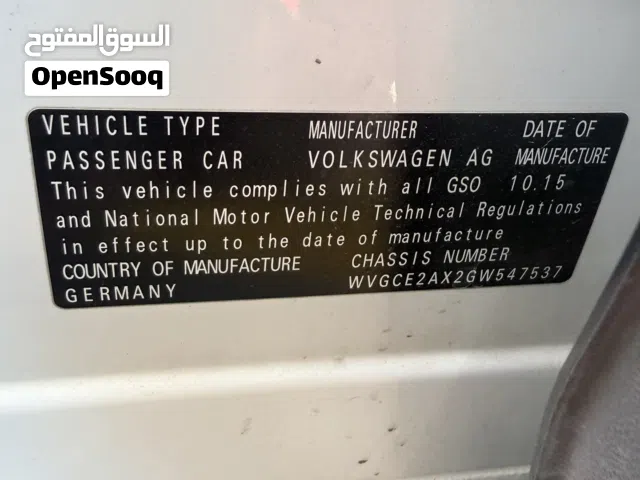 السوق المفتوح
OpenSooq
VEHICLE TYPE MANUFACTURER DATE OF
PASSENGER CAR VOLKSWAGEN AG MANUFACTURE
This vehicle complies with all GSO 10.15
and National Motor Vehicle Technical Regulations
in effect up to the date of manufacture
COUNTRY OF MANUFACTURE CHASSIS NUMBER
GERMANY WVGCE2AX2GW547537